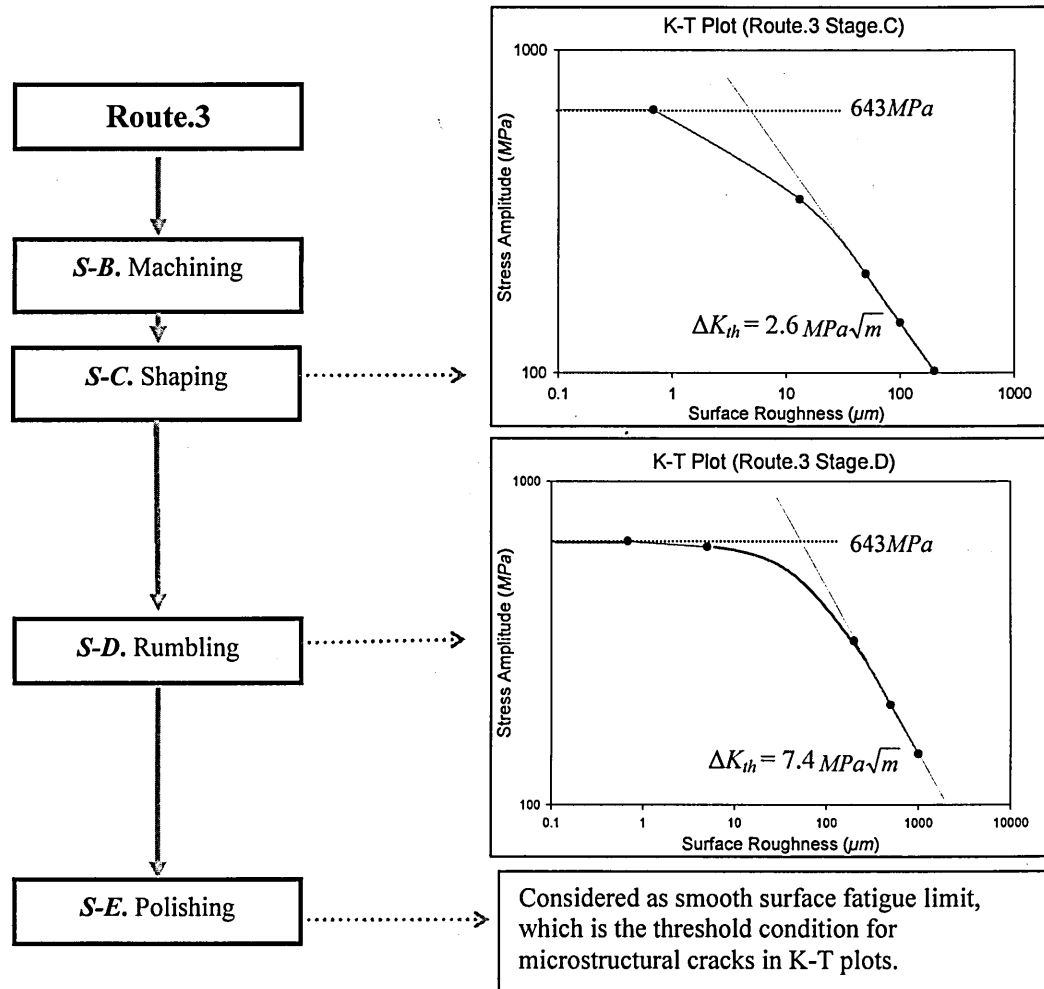 Route.3
S-B. Machining
S-C. Shaping
S-D. Rumbling
S-E. Polishing
K-T Plot (Route.3 Stage.C)
1000
643MPa
Stress Amplitude (MPa)
ΔKth = 2.6 MPa√m
100
0.1 1 10 100 1000
Surface Roughness (µm)
K-T Plot (Route.3 Stage.D)
1000
643MPa
Stress Amplitude (MPa)
ΔKth = 7.4 MPa√m
100
0.1 1 10 100 1000 10000
Surface Roughness (µm)
Considered as smooth surface fatigue limit,
which is the threshold condition for
microstructural cracks in K-T plots.